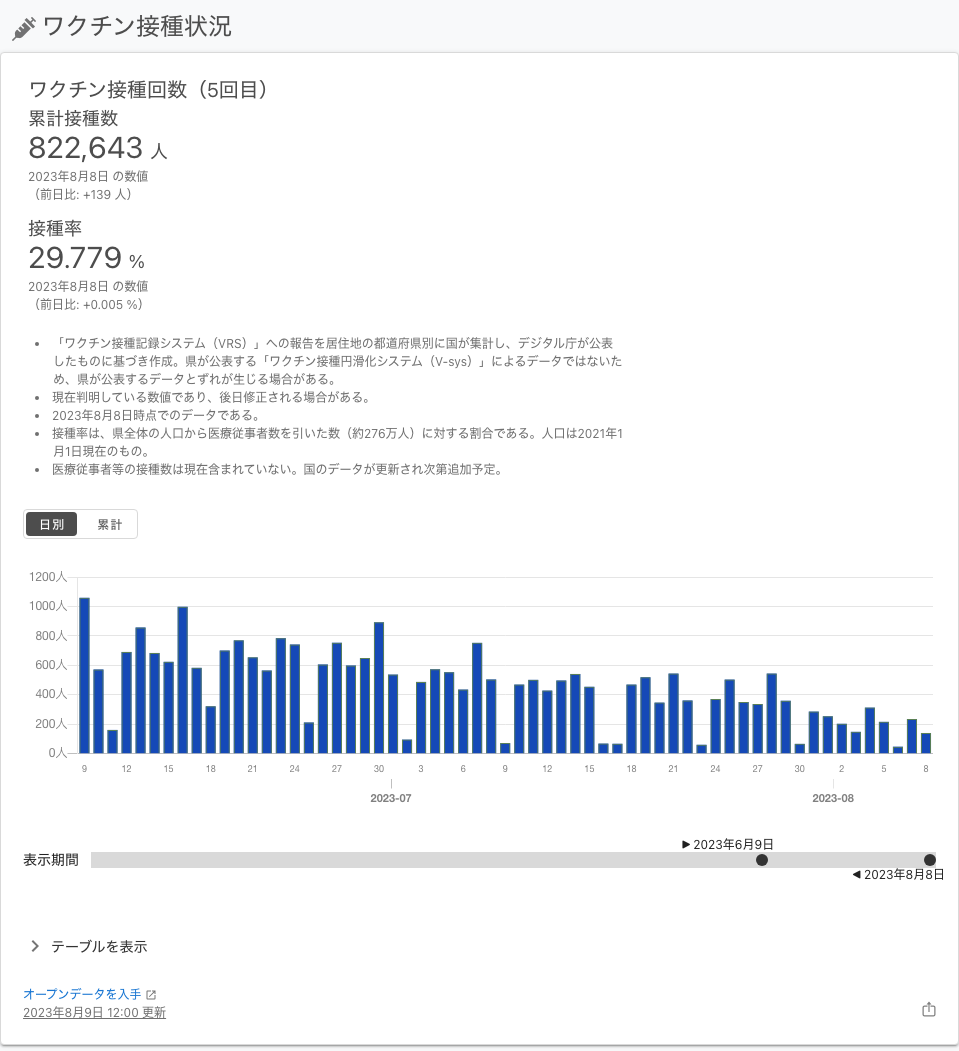 ワクチン接種状況
ワクチン接種回数（5回目）
累計接種数
822,643 人
2023年8月8日 の数値
（前日比: +139 人）
接種率
29.779 %
2023年8月8日 の数値
（前日比: +0.005 %）
• 「ワクチン接種記録システム（VRS）」への報告を居住地の都道府県別に国が集計し、デジタル庁が公表
したものに基づき作成。県が公表する「ワクチン接種円滑化システム（V-sys）」によるデータではないた
め、県が公表するデータとずれが生じる場合がある。
• 現在判明している数値であり、後日修正される場合がある。
• 2023年8月8日時点でのデータである。
• 接種率は、県全体の人口から医療従事者数を引いた数（約276万人）に対する割合である。人口は2021年1
月1日現在のもの。
• 医療従事者等の接種数は現在含まれていない。国のデータが更新され次第追加予定。
日別 累計
1200人
1000人
800人
600人
400人
200人
0人
9 12 15 18 21 24 27 30 3 6 9 12 15 18 21 24 27 30 2 5 8
2023-07 2023-08
▶ 2023年6月9日
表示期間
◀ 2023年8月8日
テーブルを表示
オープンデータを入手
2023年8月9日 12:00 更新